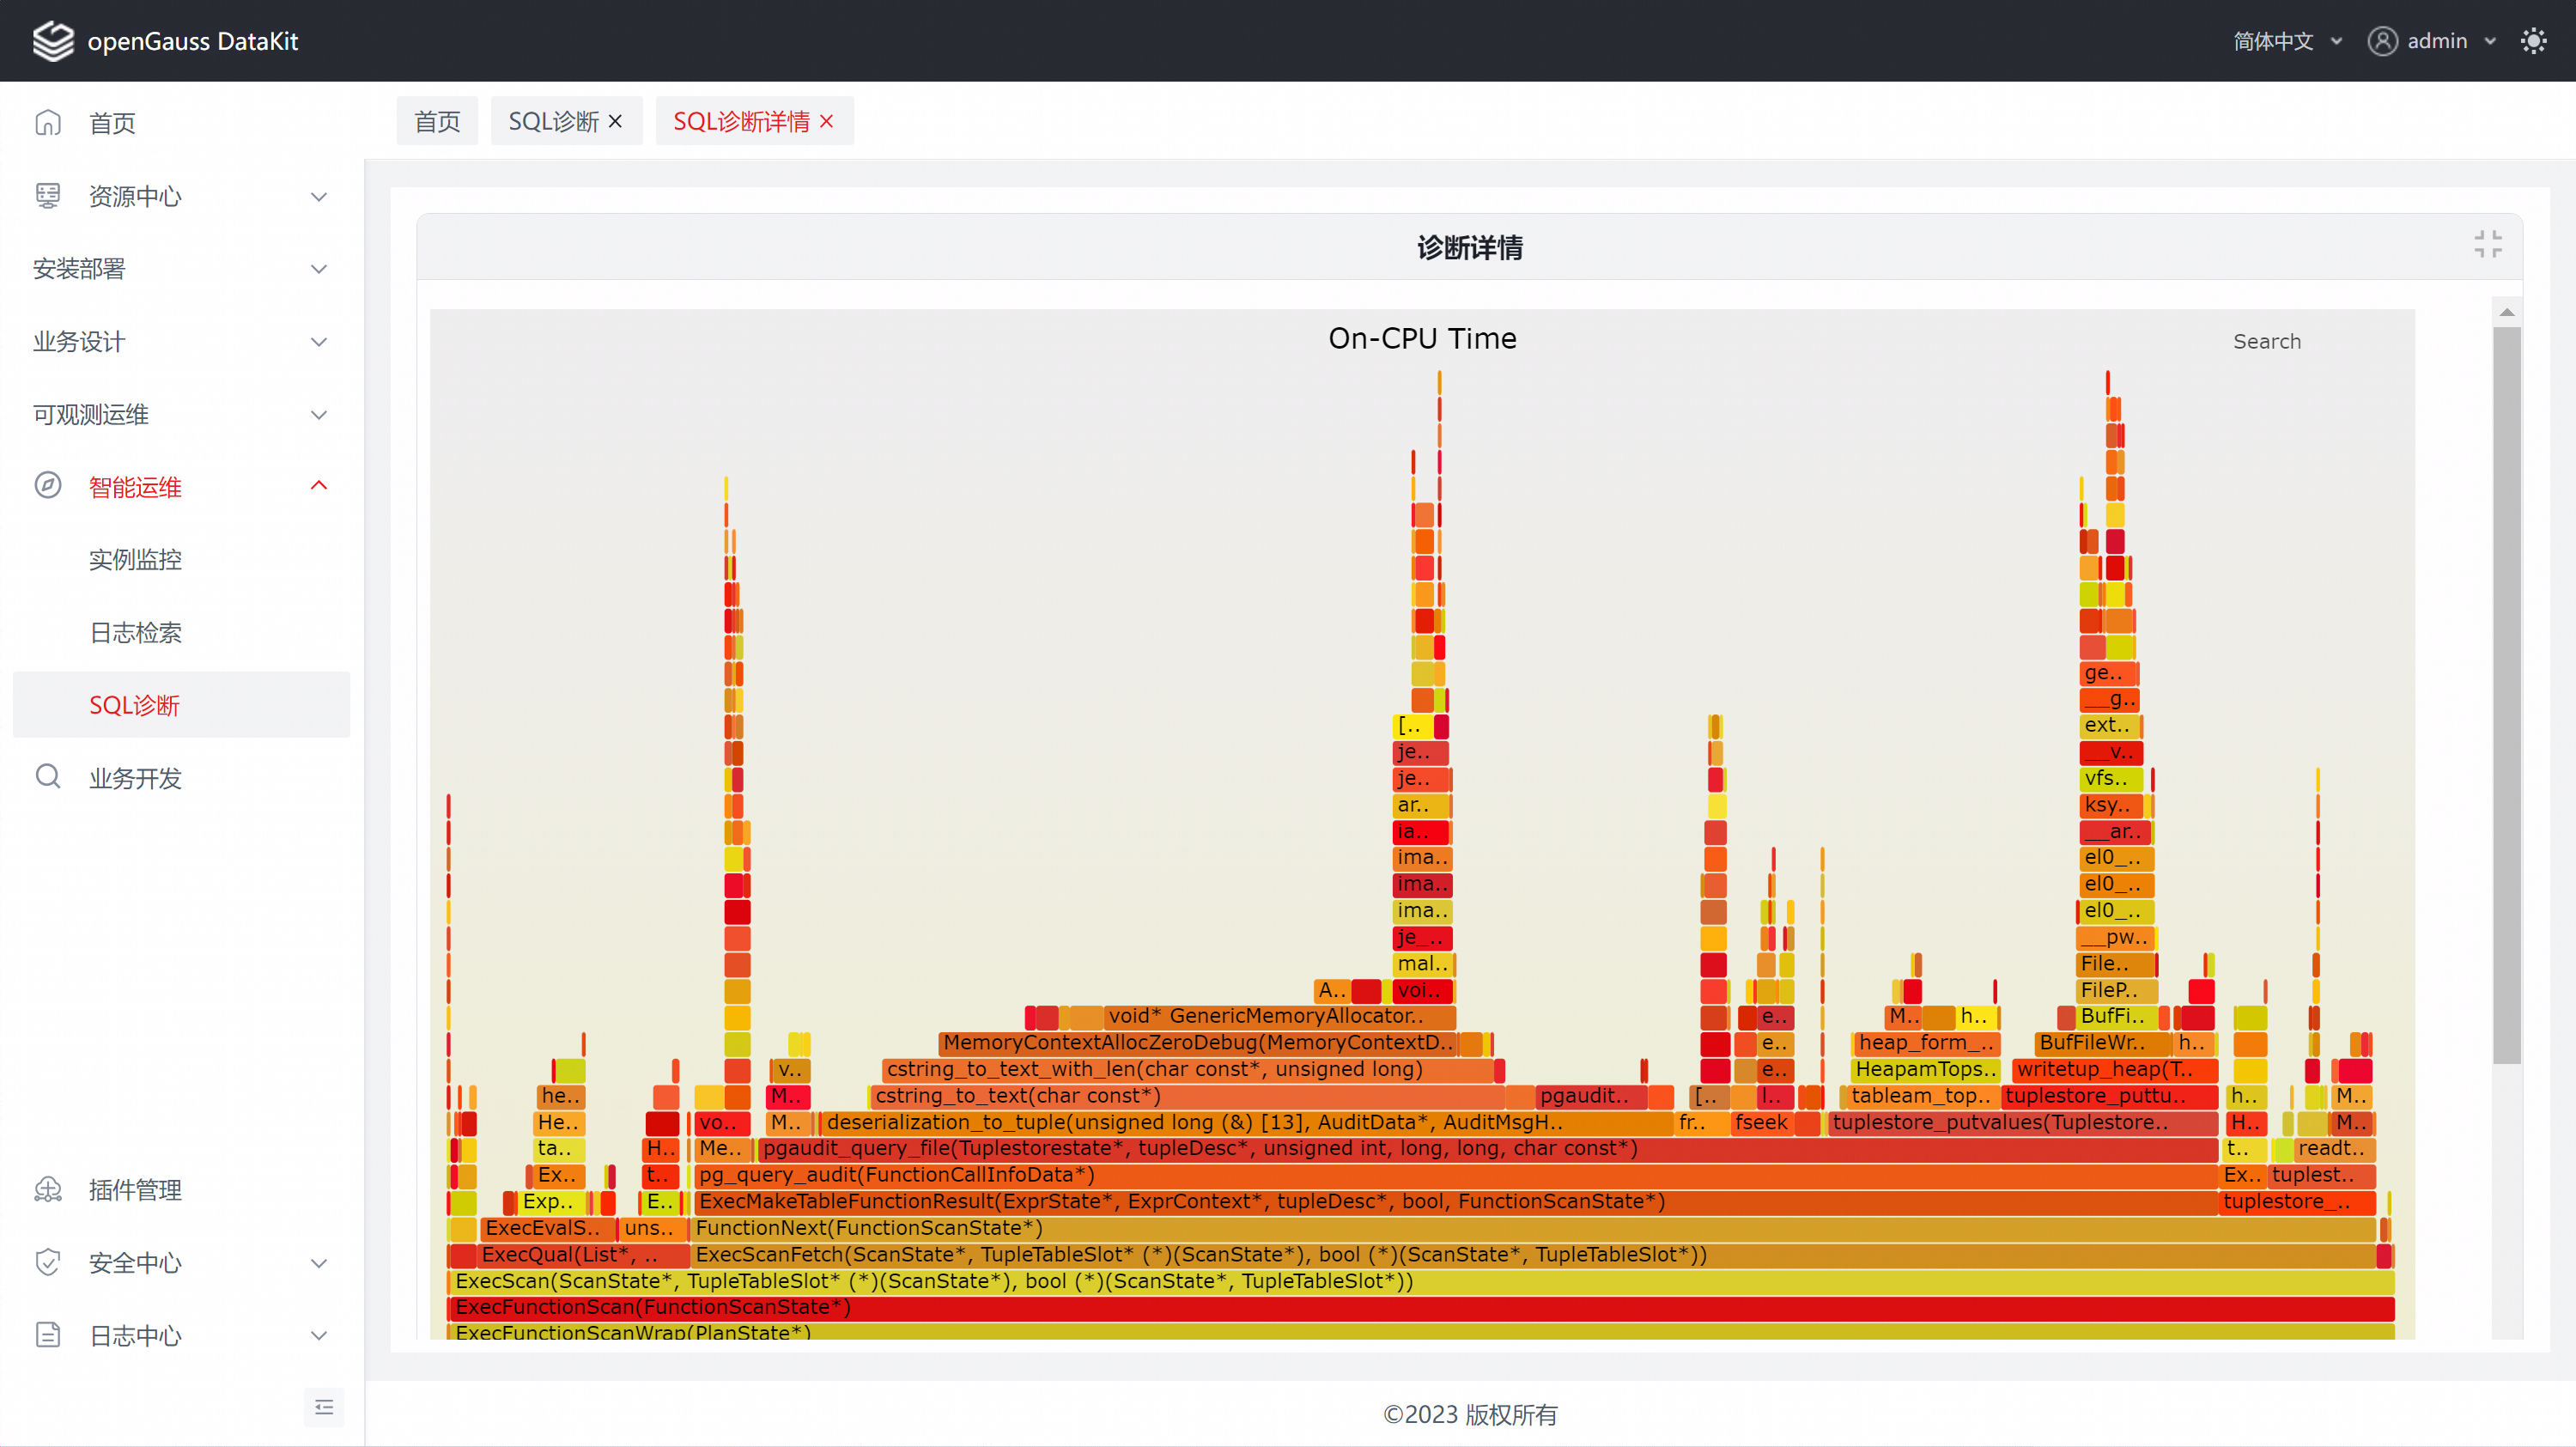 openGauss DataKit
简体中文
admin
首页
SQL诊断
SQL诊断详情
首页
资源中心
安装部署
业务设计
可观测运维
智能运维
实例监控
日志检索
SQL诊断
业务开发
插件管理
安全中心
日志中心
诊断详情
On-CPU Time
Search
ge..
__g..
[..
ext..
je..
__v..
je..
vfs..
ar..
ksy..
ia..
__ar..
ima..
el0_..
ima..
el0_..
ima..
el0_..
je_..
__pw..
mal..
File..
A..
voi..
FileP..
void* GenericMemoryAllocator..
e..
M..
h..
BufFi..
MemoryContextAllocZeroDebug(MemoryContextD..
e..
heap_form_..
BufFileWr..
h..
v..
cstring_to_text_with_len(char const*, unsigned long)
e..
HeapamTops..
writetup_heap(T..
he..
M..
cstring_to_text(char const*)
pgaudit..
[..
l..
tableam_top..
tuplestore_puttu..
h..
M..
He..
vo..
M..
deserialization_to_tuple(unsigned long (&) [13], AuditData*, AuditMsgH..
fr..
fseek
tuplestore_putvalues(Tuplestore..
H..
M..
ta..
H..
Me..
pgaudit_query_file(Tuplestorestate*, tupleDesc*, unsigned int, long, long, char const*)
t..
readt..
Ex..
t..
pg_query_audit(FunctionCallInfoData*)
Ex..
tuplest..
Exp..
E..
ExecMakeTableFunctionResult(ExprState*, ExprContext*, tupleDesc*, bool, FunctionScanState*)
tuplestore_..
ExecEvalS..
uns..
FunctionNext(FunctionScanState*)
ExecQual(List*, ..
ExecScanFetch(ScanState*, TupleTableSlot* (*)(ScanState*), bool (*)(ScanState*, TupleTableSlot*))
ExecScan(ScanState*, TupleTableSlot* (*)(ScanState*), bool (*)(ScanState*, TupleTableSlot*))
ExecFunctionScan(FunctionScanState*)
ExecFunctionScanWrap(PlanState*)
©2023 版权所有